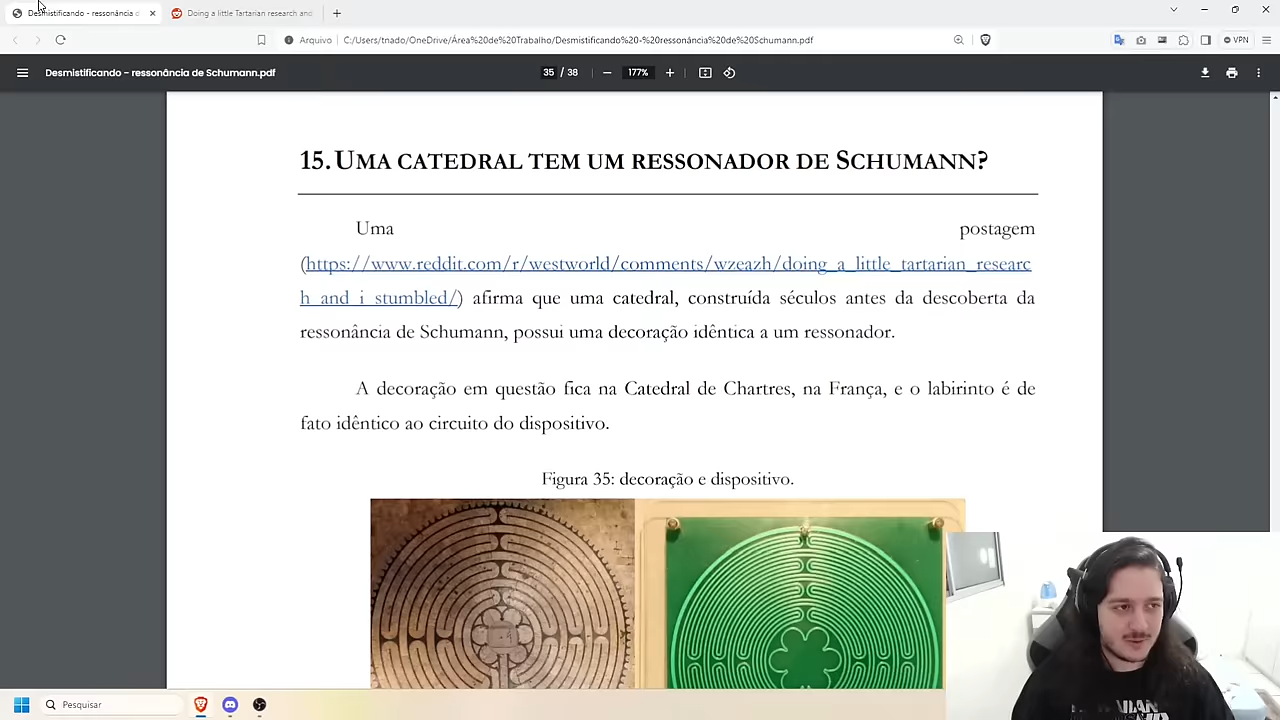 Desmistificando - ressonância d
Doing a little Tartarian research and
Arquivo
C:/Users/tnado/OneDrive/Área%20de%20Trabalho/Desmistificando%20-%20ressonância%20de%20Schumann.pdf
VPN
Desmistificando - ressonância de Schumann.pdf
35 / 38
177%
15. UMA CATEDRAL TEM UM RESSONADOR DE SCHUMANN?
Uma postagem
(https://www.reddit.com/r/westworld/comments/wzeazh/doing_a_little_tartarian_researc
h_and_i_stumbled/) afirma que uma catedral, construída séculos antes da descoberta da
ressonância de Schumann, possui uma decoração idêntica a um ressonador.
A decoração em questão fica na Catedral de Chartres, na França, e o labirinto é de
fato idêntico ao circuito do dispositivo.
Figura 35: decoração e dispositivo.
Pesquisar